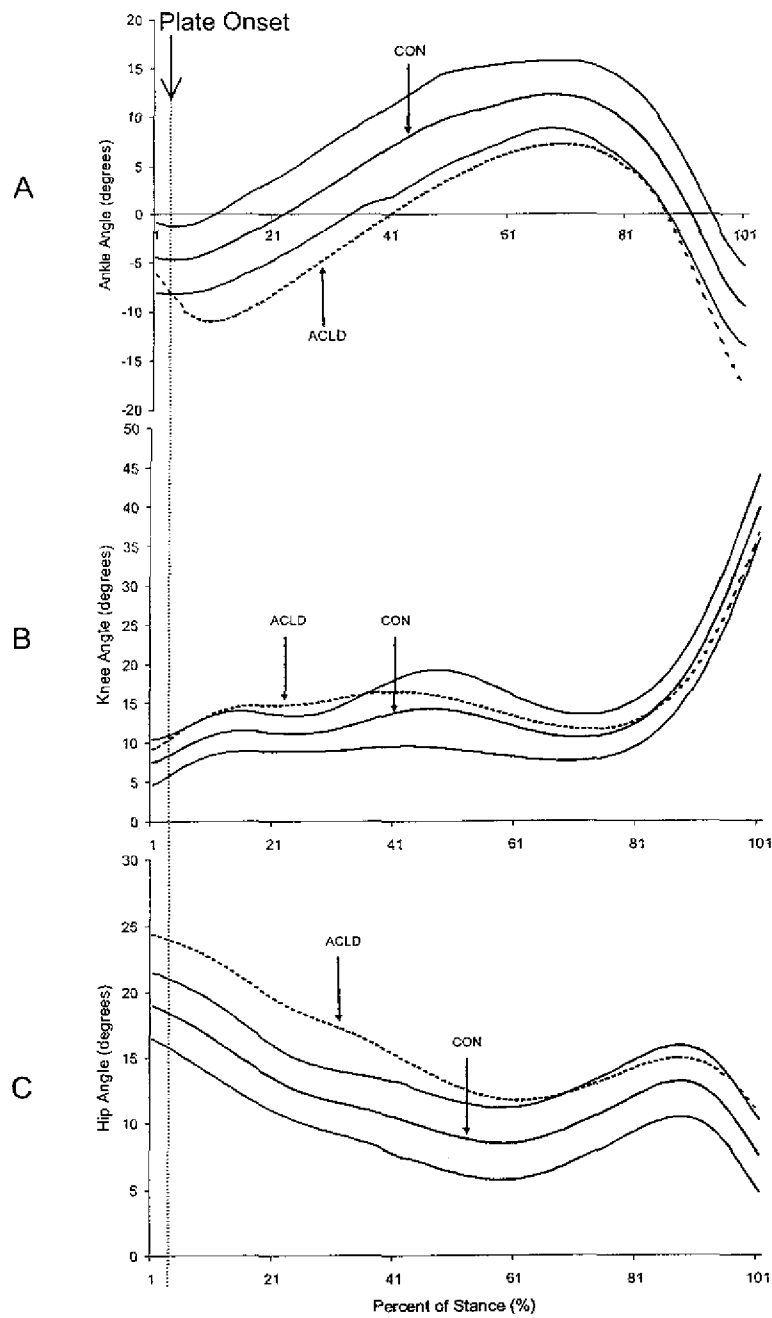 Plate Onset
A
Ankle Angle (degrees)
20
15
10
5
0
-5
-10
-15
-20
1 21 41 61 81 101
CON
ACLD
B
Knee Angle (degrees)
50
45
40
35
30
25
20
15
10
5
0
1 21 41 61 81 101
ACLD
CON
C
Hip Angle (degrees)
30
25
20
15
10
5
0
1 21 41 61 81 101
ACLD
CON
Percent of Stance (%)